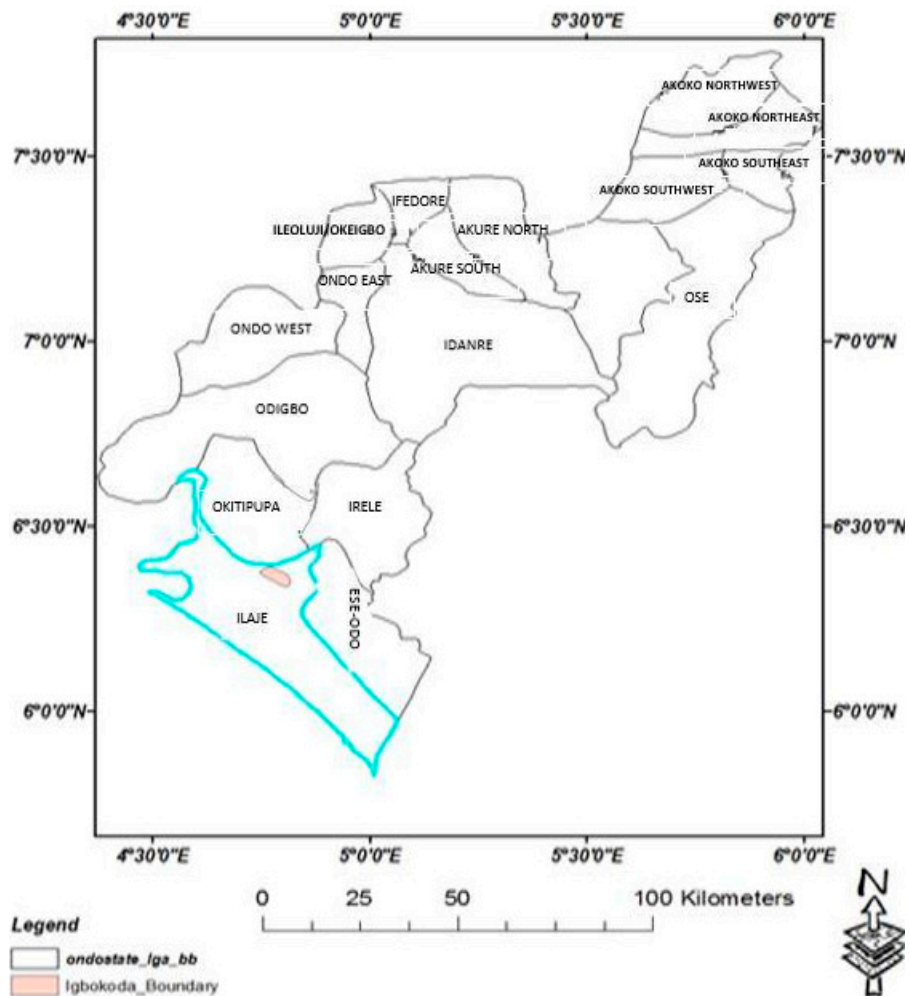 4°30'0"E 5°0'0"E 5°30'0"E 6°0'0"E
AKOKO NORTHWEST
AKOKO NORTHEAST
7°30'0"N 7°30'0"N
AKOKO SOUTHEAST
AKOKO SOUTHWEST
IFEDORE
ILEOLUJI/OKEIGBO
AKURE NORTH
AKURE SOUTH
ONDO EAST
OSE
ONDO WEST
7°0'0"N 7°0'0"N
IDANRE
ODIGBO
OKITIPUPA
IRELE
6°30'0"N 6°30'0"N
ESE-ODO
ILAJE
6°0'0"N 6°0'0"N
4°30'0"E 5°0'0"E 5°30'0"E 6°0'0"E
N
0 25 50 100 Kilometers
Legend
ondostate_lga_bb
Igbokoda_Boundary